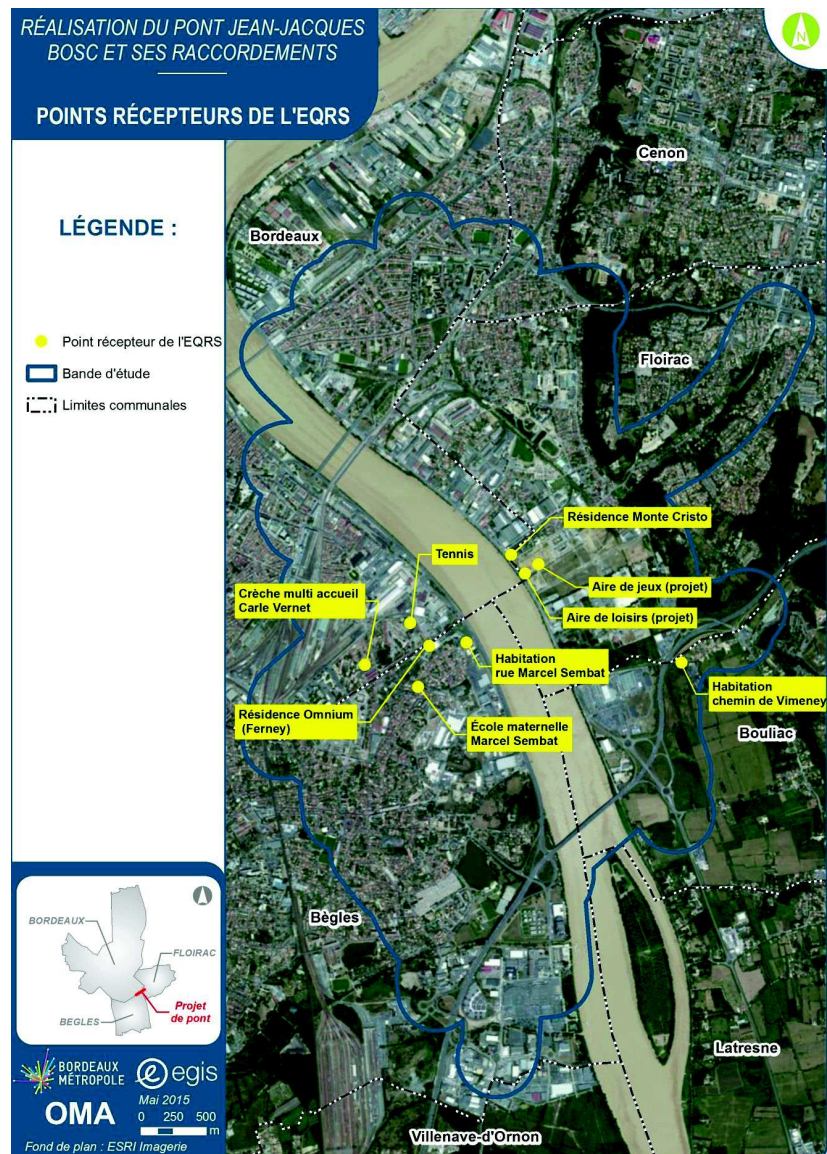 RÉALISATION DU PONT JEAN-JACQUES
BOSC ET SES RACCORDEMENTS
POINTS RÉCEPTEURS DE L'EQRS
N
LÉGENDE :
Point récepteur de l'EQRS
Bande d'étude
Limites communales
Cenon
Bordeaux
Floirac
Résidence Monte Cristo
Tennis
Aire de jeux (projet)
Crèche multi accueil
Carle Vernet
Aire de loisirs (projet)
Habitation
rue Marcel Sembat
Habitation
chemin de Vimeney
Résidence Omnium
(Ferney)
École maternelle
Marcel Sembat
Bouliac
Bègles
Latresne
Villenave-d'Ornon
BORDEAUX
FLOIRAC
BEGLES
Projet
de pont
BORDEAUX
MÉTROPOLE
egis
OMA
Mai 2015
0 250 500
m
Fond de plan : ESRI Imagerie